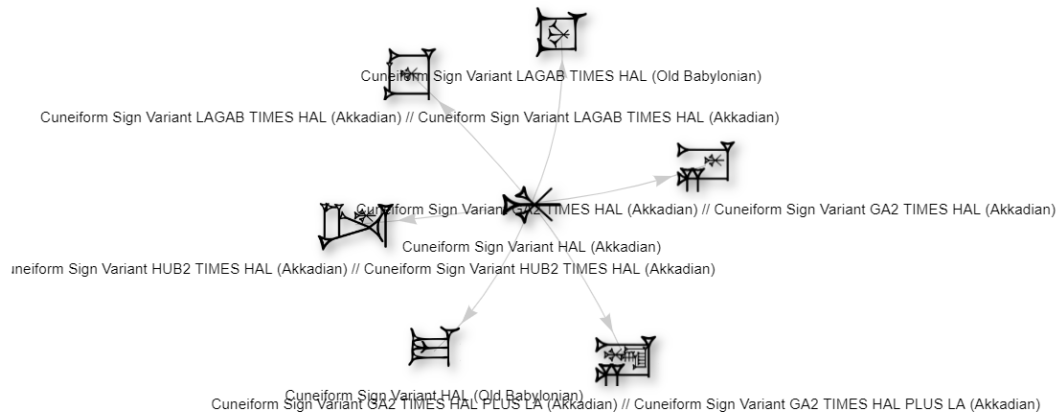 Cuneiform Sign Variant LAGAB TIMES HAL (Old Babylonian)
Cuneiform Sign Variant LAGAB TIMES HAL (Akkadian) // Cuneiform Sign Variant LAGAB TIMES HAL (Akkadian)
Cuneiform Sign Variant GA2 TIMES HAL (Akkadian) // Cuneiform Sign Variant GA2 TIMES HAL (Akkadian)
Cuneiform Sign Variant HAL (Akkadian)
uneiform Sign Variant HUB2 TIMES HAL (Akkadian) // Cuneiform Sign Variant HUB2 TIMES HAL (Akkadian)
Cuneiform Sign Variant HAL (Old Babylonian)
Cuneiform Sign Variant GA2 TIMES HAL PLUS LA (Akkadian) // Cuneiform Sign Variant GA2 TIMES HAL PLUS LA (Akkadian)